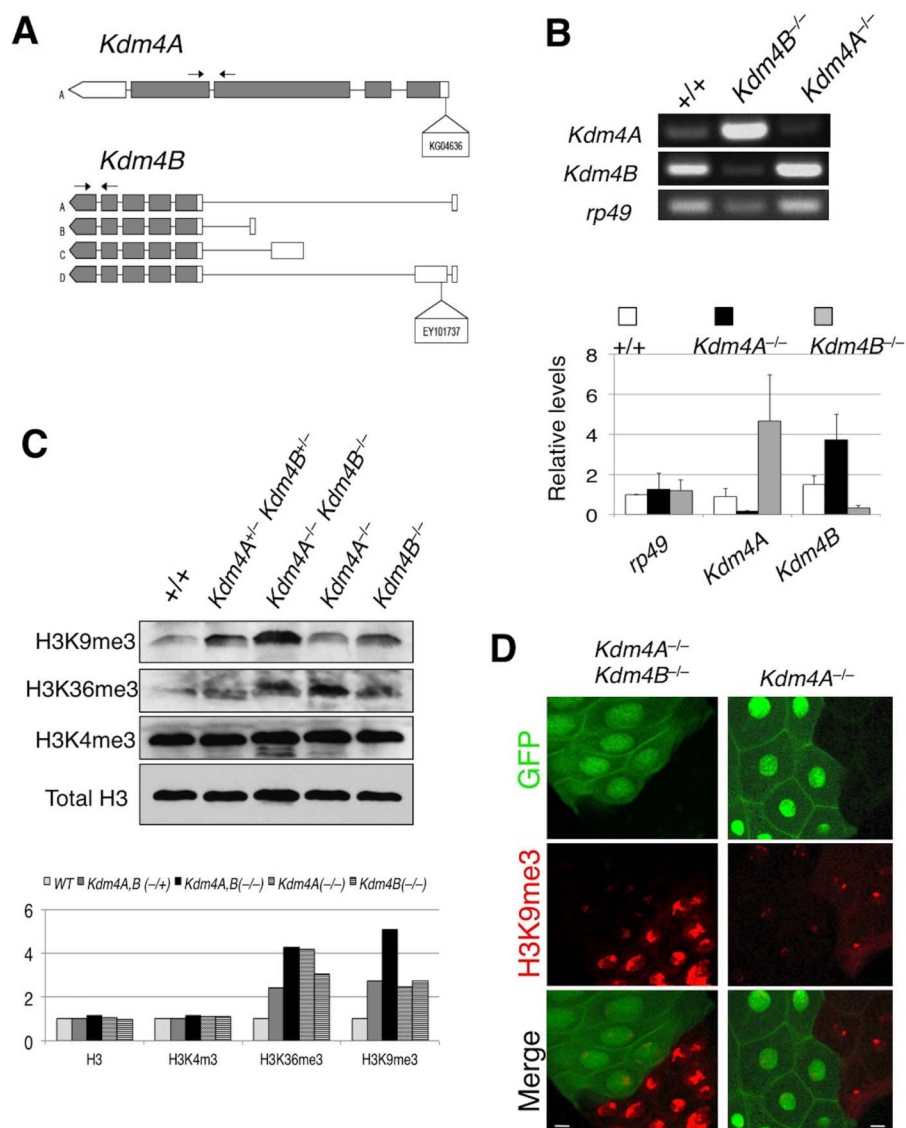 A
Kdm4A
A
KG04636
Kdm4B
A
B
C
D
EY101737
B
+/+ Kdm4B–/– Kdm4A–/–
Kdm4A
Kdm4B
rp49
+/+ Kdm4A–/– Kdm4B–/–
8
6
4
2
0
Relative levels
rp49 Kdm4A Kdm4B
C
+/+ Kdm4A+/– Kdm4B+/– Kdm4A–/– Kdm4B–/– Kdm4A–/– Kdm4B–/–
H3K9me3
H3K36me3
H3K4me3
Total H3
WT Kdm4A,B (–/+) Kdm4A,B(–/–) Kdm4A(–/–) Kdm4B(–/–)
6
4
2
0
H3 H3K4m3 H3K36me3 H3K9me3
D
Kdm4A–/–
Kdm4B–/–
Kdm4A–/–
GFP
H3K9me3
Merge